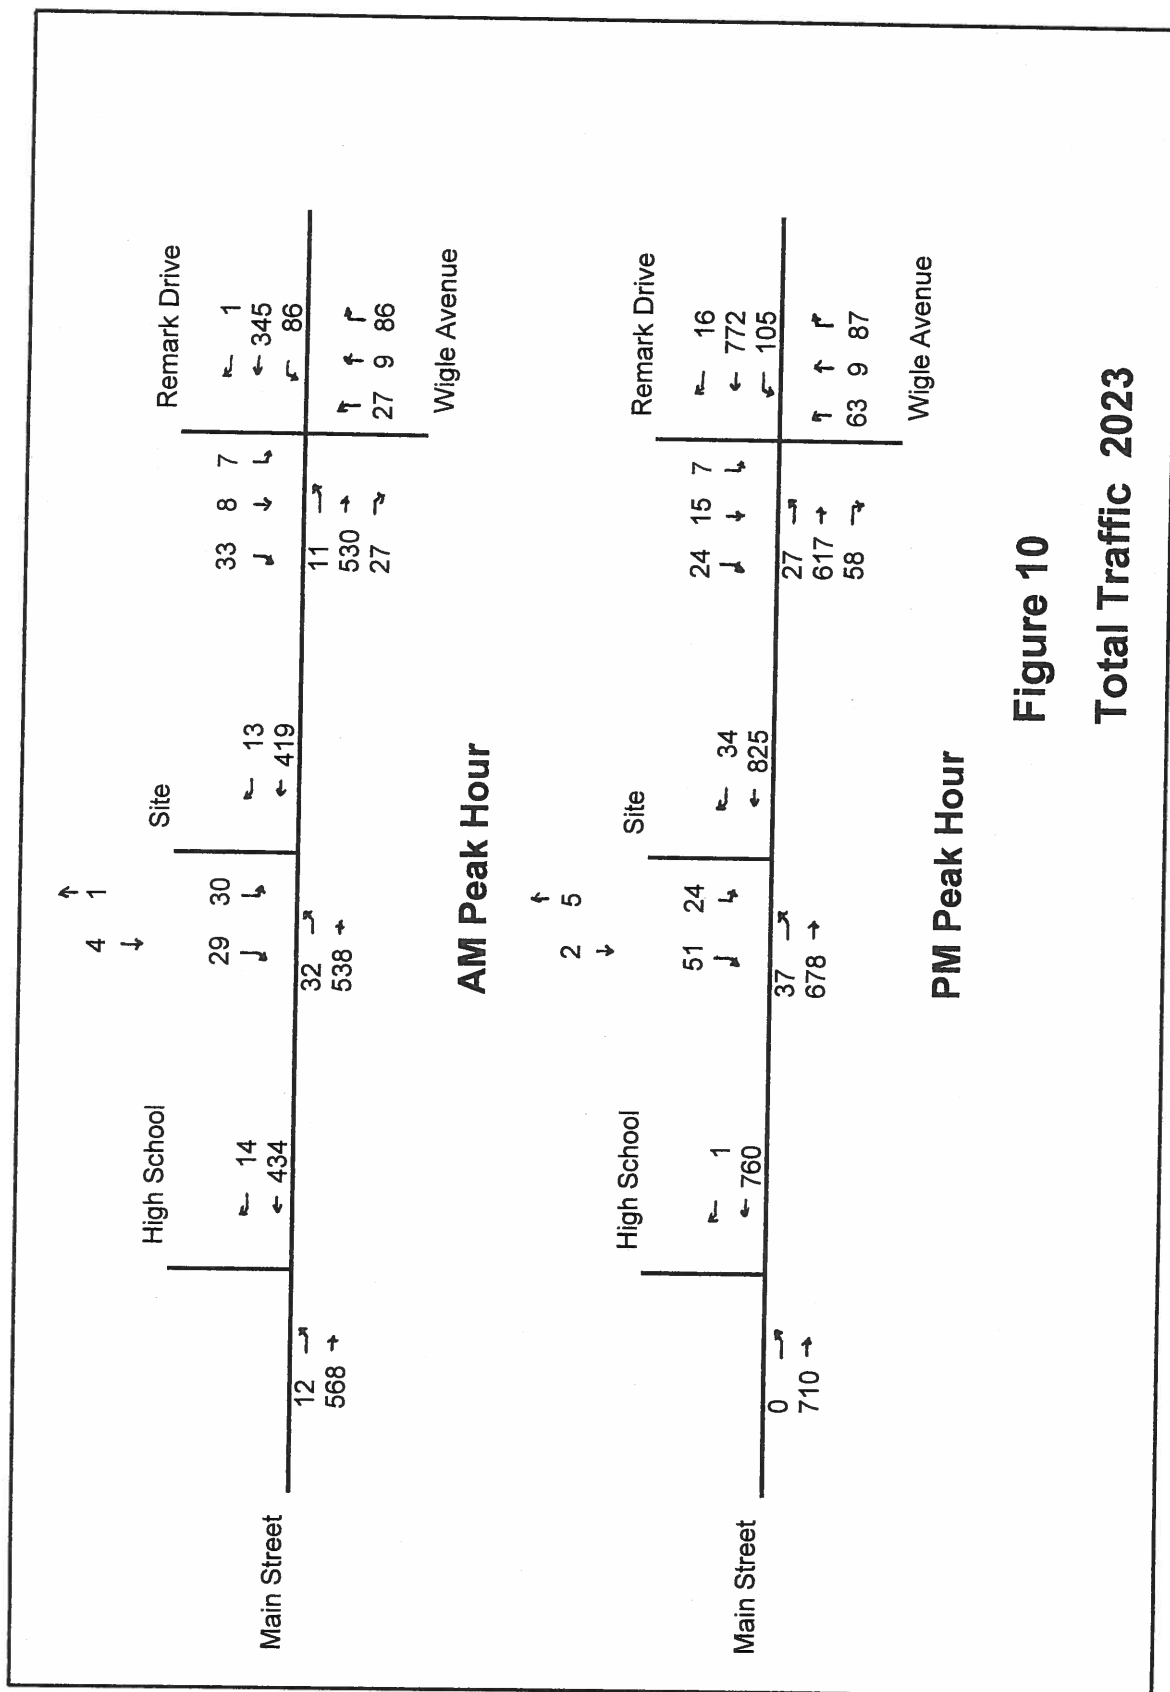 4 1
Site
High School
Remark Drive
29 30
33 8 7
14
434
13
419
1
345
86
Main Street
12
568
32
538
11
530
27
27 9 86
Wigle Avenue
AM Peak Hour
2 5
Site
High School
Remark Drive
51 24
24 15 7
1
760
34
825
16
772
105
Main Street
0
710
37
678
27
617
58
63 9 87
Wigle Avenue
PM Peak Hour
Figure 10
Total Traffic 2023